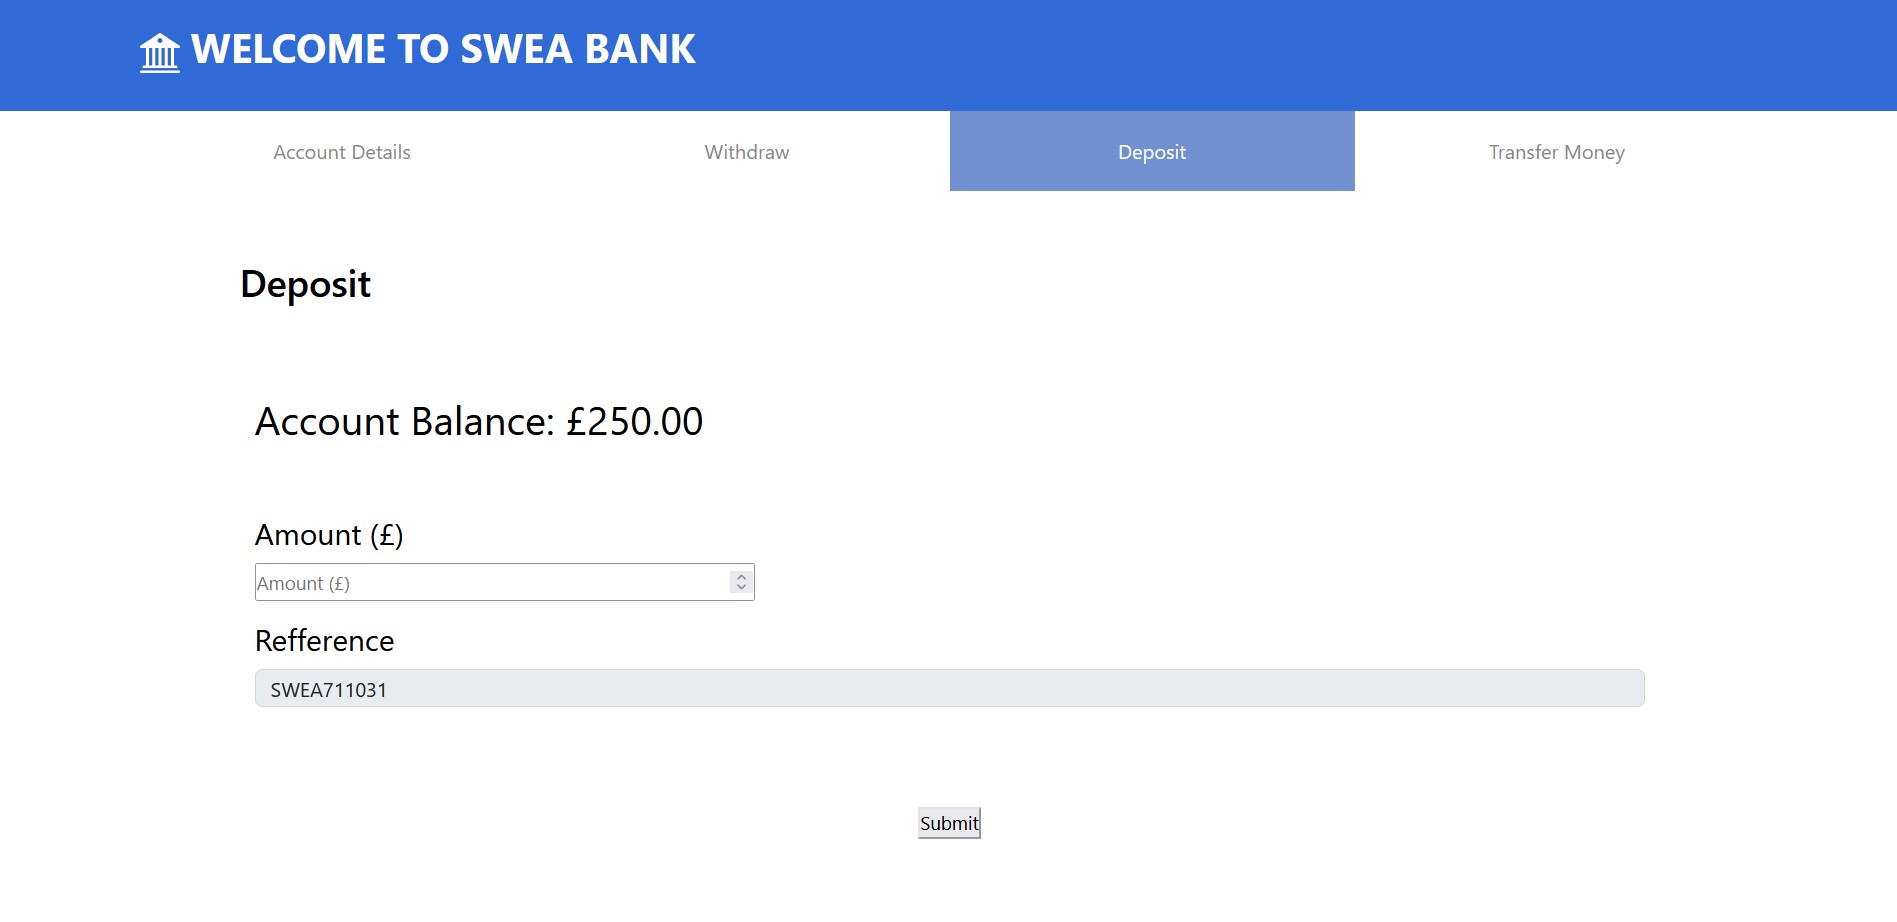 WELCOME TO SWEA BANK
Account Details Withdraw Deposit Transfer Money
Deposit
Account Balance: £250.00
Amount (£)
Amount (£)
Refference
SWEA711031
Submit